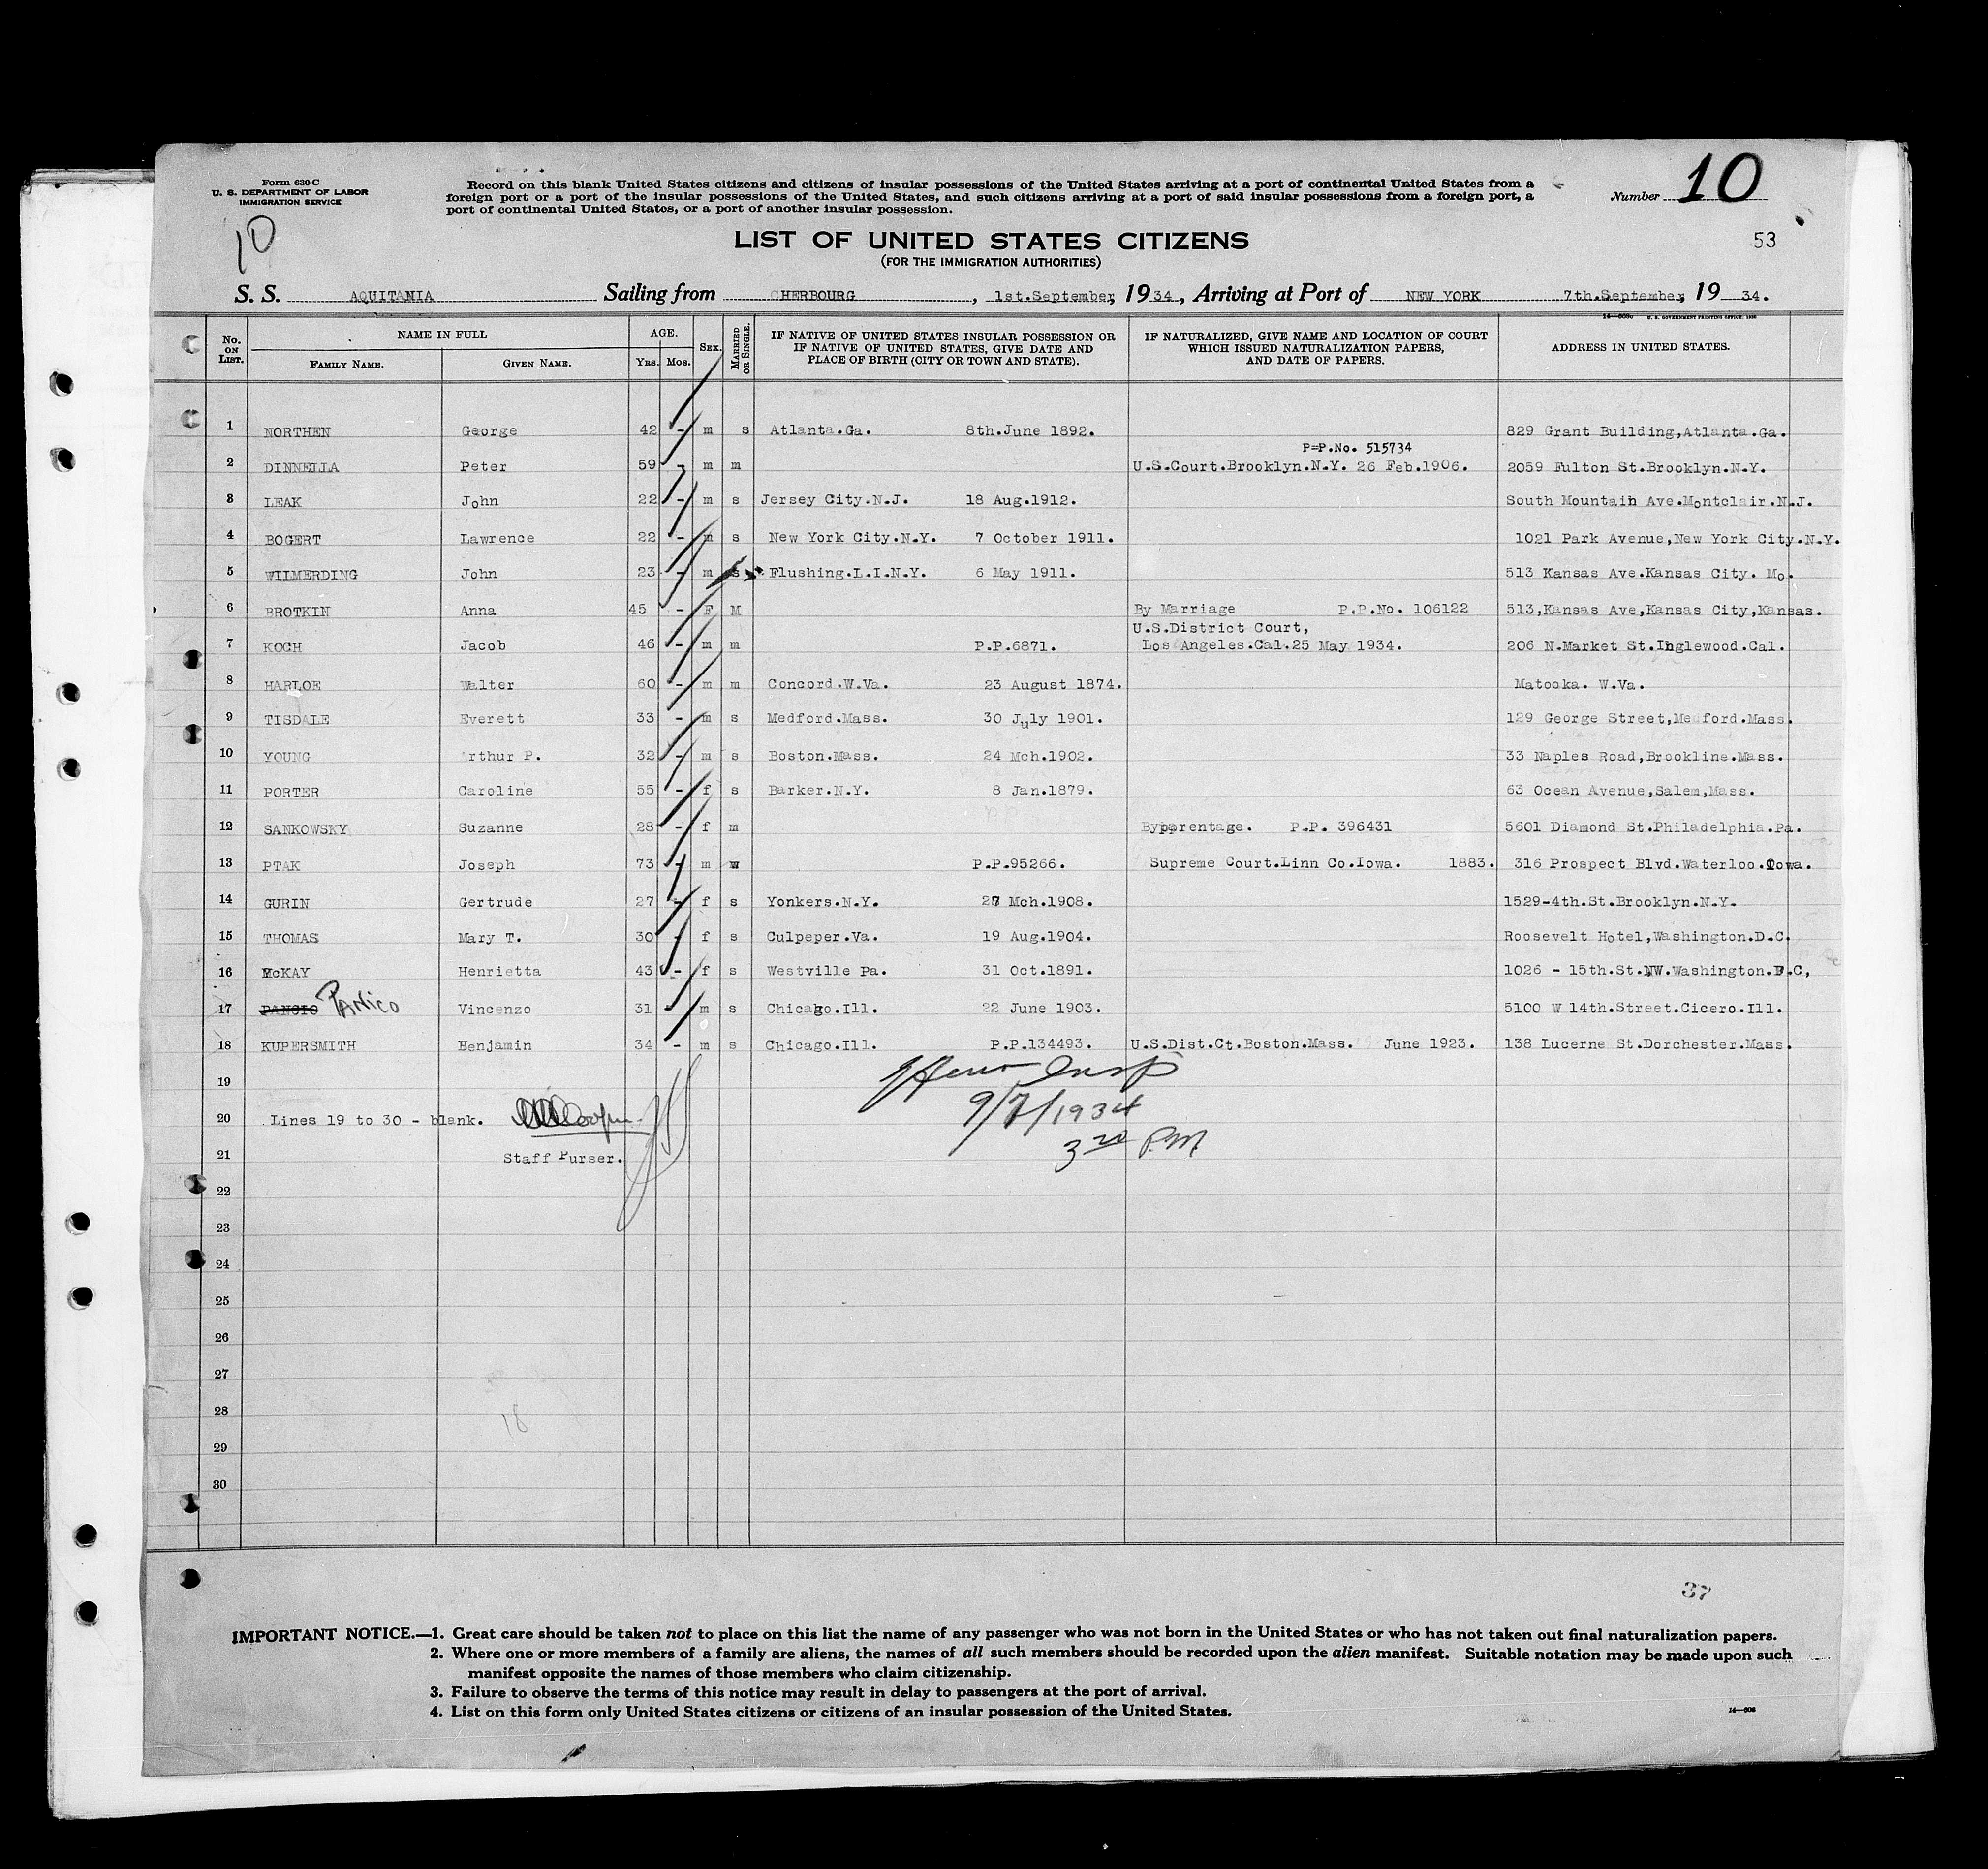 Form 630 C
U. S. DEPARTMENT OF LABOR
IMMIGRATION SERVICE
Record on this blank United States citizens and citizens of insular possessions of the United States arriving at a port of continental United States from a
foreign port or a port of the insular possessions of the United States, and such citizens arriving at a port of said insular possessions from a foreign port, a
port of continental United States, or a port of another insular possession.
Number 10
10
LIST OF UNITED STATES CITIZENS
53
(FOR THE IMMIGRATION AUTHORITIES)
S. S. AQUITANIA Sailing from CHERBOURG , 1st.September, 1934, Arriving at Port of NEW YORK 7th.September, 19 34.
14—608c U. S. GOVERNMENT PRINTING OFFICE: 1930
No. ON LIST. NAME IN FULL AGE. SEX. MARRIED OR SINGLE. IF NATIVE OF UNITED STATES INSULAR POSSESSION OR IF NATIVE OF UNITED STATES, GIVE DATE AND PLACE OF BIRTH (CITY OR TOWN AND STATE). IF NATURALIZED, GIVE NAME AND LOCATION OF COURT WHICH ISSUED NATURALIZATION PAPERS, AND DATE OF PAPERS. ADDRESS IN UNITED STATES.
FAMILY NAME. GIVEN NAME. YRS. MOS.
1 NORTHEN George 42 - m s Atlanta.Ga. 8th.June 1892. 829 Grant Building,Atlanta.Ga.
P=P.No. 515734
2 DINNELLA Peter 59 - m m U.S.Court.Brooklyn.N.Y. 26 Feb.1906. 2059 Fulton St.Brooklyn.N.Y.
3 LEAK John 22 - m s Jersey City.N.J. 18 Aug.1912. South Mountain Ave.Montclair.N.J.
4 BOGERT Lawrence 22 - m s New York City.N.Y. 7 October 1911. 1021 Park Avenue,New York City.N.Y.
5 WILMERDING John 23 - m s Flushing.L.I.N.Y. 6 May 1911. 513 Kansas Ave.Kansas City. Mo.
6 BROTKIN Anna 45 - F M By Marriage P.P.No. 106122 513,Kansas Ave,Kansas City,Kansas.
U.S.District Court,
7 KOCH Jacob 46 - m m P.P.6871. Los Angeles.Cal.25 May 1934. 206 N.Market St.Inglewood.Cal.
8 HARLOE Walter 60 - m m Concord.W.Va. 23 August 1874. Matooka. W.Va.
9 TISDALE Everett 33 - m s Medford.Mass. 30 July 1901. 129 George Street,Medford.Mass.
10 YOUNG Arthur P. 32 - m s Boston.Mass. 24 Mch.1902. 33 Naples Road,Brookline.Mass.
11 PORTER Caroline 55 - f s Barker.N.Y. 8 Jan.1879. 63 Ocean Avenue,Salem,Mass.
12 SANKOWSKY Suzanne 28 - f m Byparentage. P.P. 396431 5601 Diamond St.Philadelphia.Pa.
13 PTAK Joseph 73 - m w P.P.95266. Supreme Court.Linn Co.Iowa. 1883. 316 Prospect Blvd.Waterloo.Iowa.
14 GURIN Gertrude 27 - f s Yonkers.N.Y. 27 Mch.1908. 1529-4th.St.Brooklyn.N.Y.
15 THOMAS Mary T. 30 - f s Culpeper.Va. 19 Aug.1904. Roosevelt Hotel,Washington.D.C.
16 McKAY Henrietta 43 - f s Westville Pa. 31 Oct.1891. 1026 - 15th.St.NW.Washington.D.C,
17 PANCIO PANICO Vincenzo 31 - m s Chicago.Ill. 22 June 1903. 5100 W 14th.Street.Cicero.Ill.
18 KUPERSMITH Benjamin 34 - m s Chicago.Ill. P.P.134493. U.S.Dist.Ct.Boston.Mass. June 1923. 138 Lucerne St.Dorchester.Mass.
19
9/7/1934
20 Lines 19 to 30 - blank.
3 P.M.
21 Staff Purser.
22
23
24
25
26
27
28
18
29
30
37
IMPORTANT NOTICE.—1. Great care should be taken not to place on this list the name of any passenger who was not born in the United States or who has not taken out final naturalization papers.
2. Where one or more members of a family are aliens, the names of all such members should be recorded upon the alien manifest. Suitable notation may be made upon such
manifest opposite the names of those members who claim citizenship.
3. Failure to observe the terms of this notice may result in delay to passengers at the port of arrival.
4. List on this form only United States citizens or citizens of an insular possession of the United States.
14—608